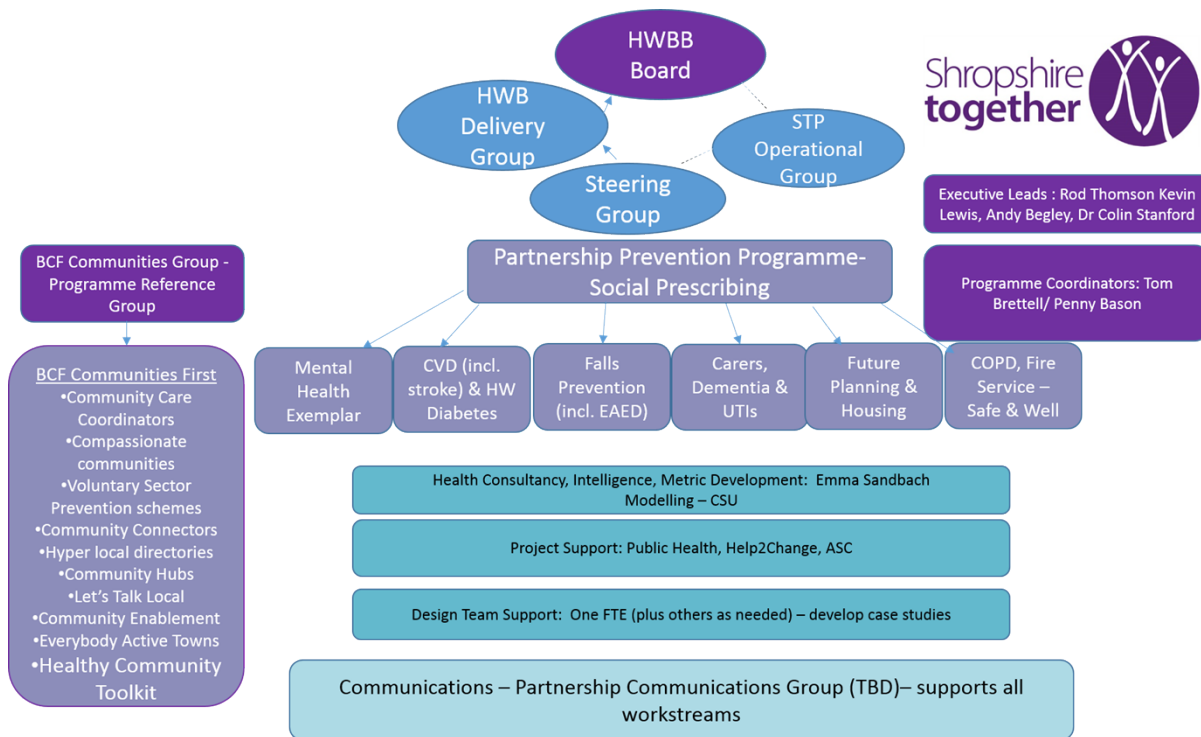 HWBB
Board
HWB
Delivery
Group
STP
Operational
Group
Steering
Group
Shropshire
together
Executive Leads : Rod Thomson Kevin
Lewis, Andy Begley, Dr Colin Stanford
Programme Coordinators: Tom
Brettell/ Penny Bason
BCF Communities Group -
Programme Reference
Group
Partnership Prevention Programme-
Social Prescribing
Mental
Health
Exemplar
CVD (incl.
stroke) & HW
Diabetes
Falls
Prevention
(incl. EAED)
Carers,
Dementia &
UTIs
Future
Planning &
Housing
COPD, Fire
Service –
Safe & Well
BCF Communities First
•Community Care
Coordinators
•Compassionate
communities
•Voluntary Sector
Prevention schemes
•Community Connectors
•Hyper local directories
•Community Hubs
•Let’s Talk Local
•Community Enablement
•Everybody Active Towns
•Healthy Community
Toolkit
Health Consultancy, Intelligence, Metric Development: Emma Sandbach
Modelling – CSU
Project Support: Public Health, Help2Change, ASC
Design Team Support: One FTE (plus others as needed) – develop case studies
Communications – Partnership Communications Group (TBD)– supports all
workstreams